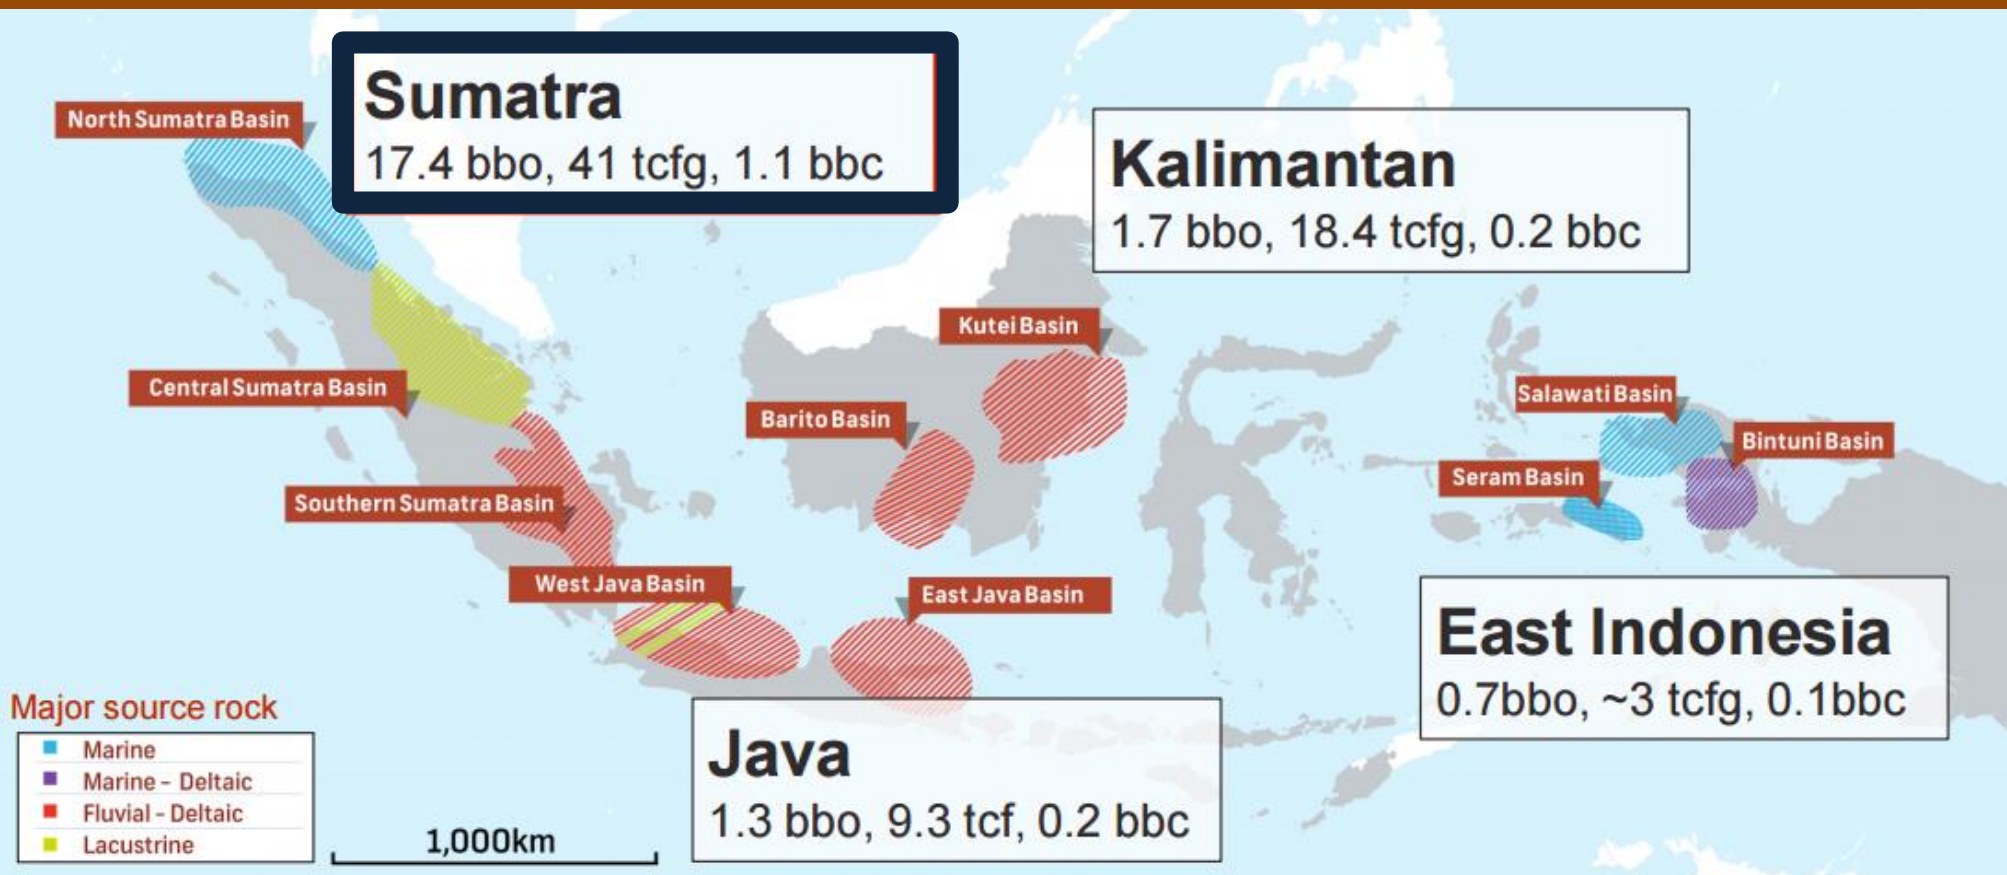 Sumatra
17.4 bbo, 41 tcfg, 1.1 bbc
North Sumatra Basin
Kalimantan
1.7 bbo, 18.4 tcfg, 0.2 bbc
Kutei Basin
Central Sumatra Basin
Barito Basin
Salawati Basin
Bintuni Basin
Seram Basin
Southern Sumatra Basin
West Java Basin
East Java Basin
East Indonesia
0.7bbo, ~3 tcfg, 0.1bbc
Java
1.3 bbo, 9.3 tcf, 0.2 bbc
Major source rock
Marine
Marine - Deltaic
Fluvial - Deltaic
Lacustrine
1,000km